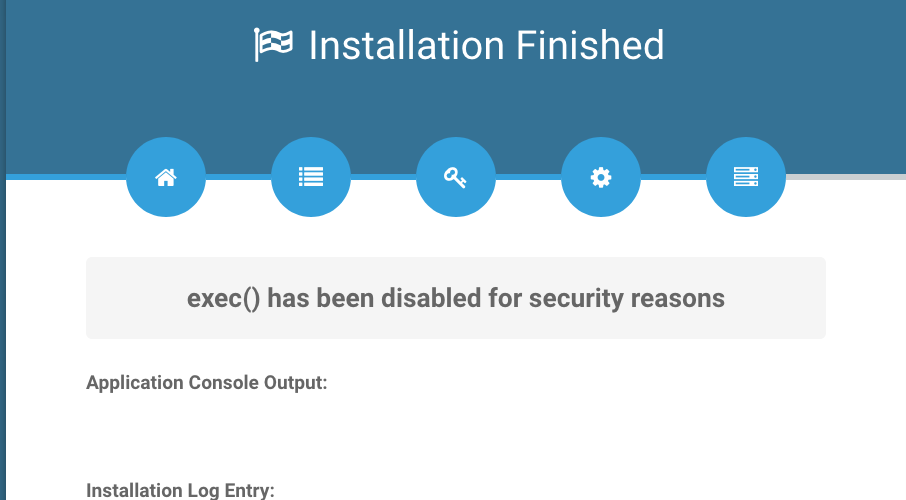 Installation Finished
exec() has been disabled for security reasons
Application Console Output:
Installation Log Entry: